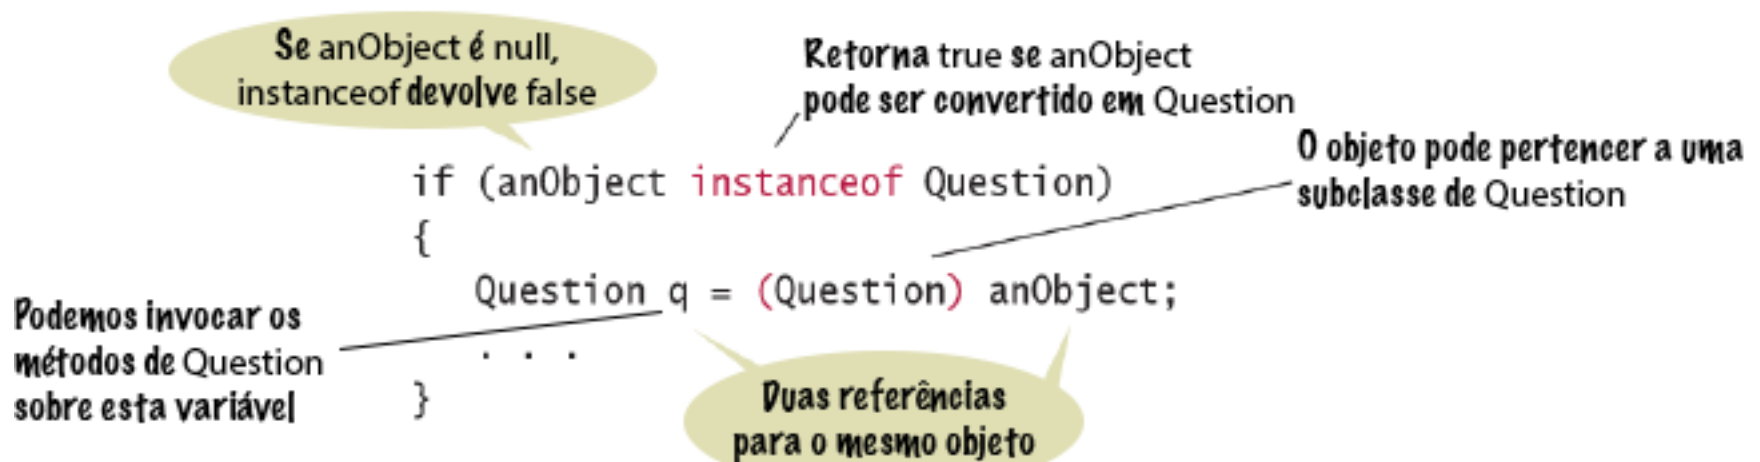 Se anObject é null,
instanceof devolve false
Retorna true se anObject
pode ser convertido em Question
O objeto pode pertencer a uma
subclasse de Question
if (anObject instanceof Question)
{
Question q = (Question) anObject;
. . .
}
Podemos invocar os
métodos de Question
sobre esta variável
Duas referências
para o mesmo objeto